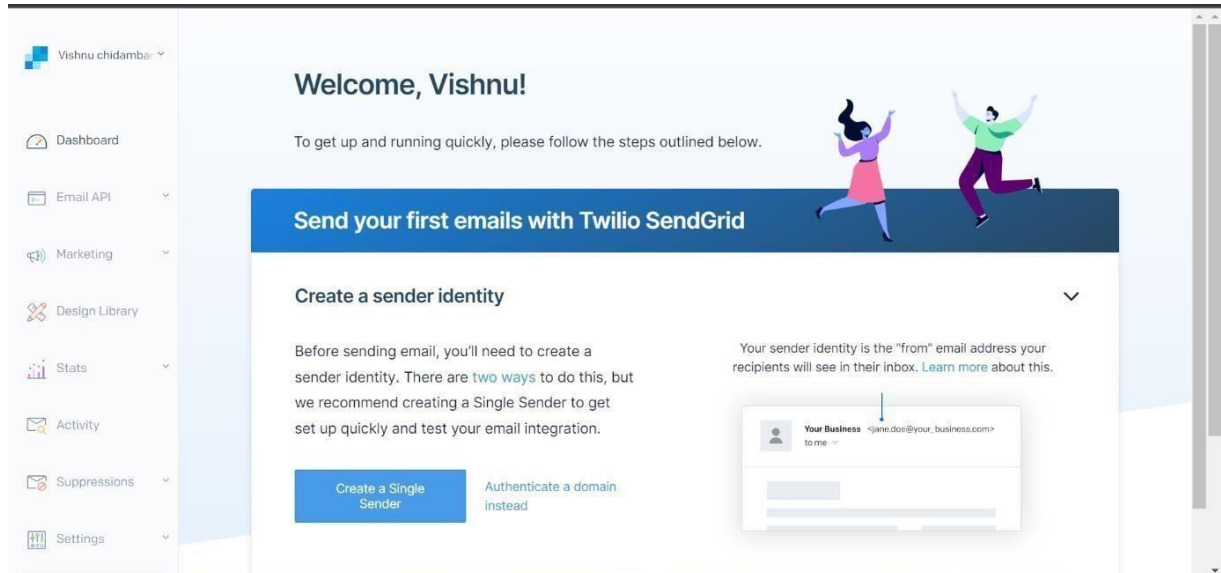 Vishnu chidambar
Dashboard
Email API
Marketing
Design Library
Stats
Activity
Suppressions
Settings
Welcome, Vishnu!
To get up and running quickly, please follow the steps outlined below.
Send your first emails with Twilio SendGrid
Create a sender identity
Before sending email, you'll need to create a
sender identity. There are two ways to do this, but
we recommend creating a Single Sender to get
set up quickly and test your email integration.
Create a Single
Sender
Authenticate a domain
instead
Your sender identity is the "from" email address your
recipients will see in their inbox. Learn more about this.
Your Business <jane.doe@your_business.com>
to me